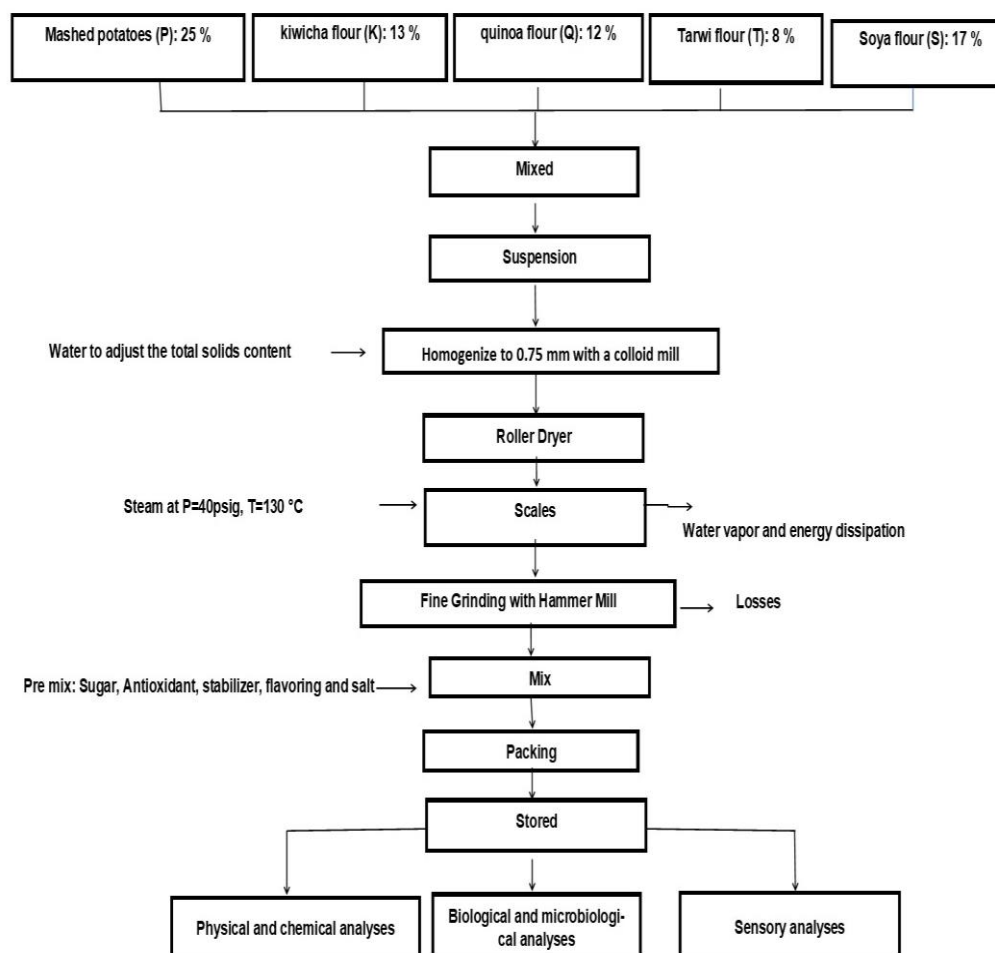 Mashed potatoes (P): 25 %
kiwicha flour (K): 13 %
quinoa flour (Q): 12 %
Tarwi flour (T): 8 %
Soya flour (S): 17 %
Mixed
Suspension
Water to adjust the total solids content
Homogenize to 0.75 mm with a colloid mill
Roller Dryer
Steam at P=40psig, T=130 °C
Scales
Water vapor and energy dissipation
Fine Grinding with Hammer Mill
Losses
Pre mix: Sugar, Antioxidant, stabilizer, flavoring and salt
Mix
Packing
Stored
Physical and chemical analyses
Biological and microbiologi-
cal analyses
Sensory analyses